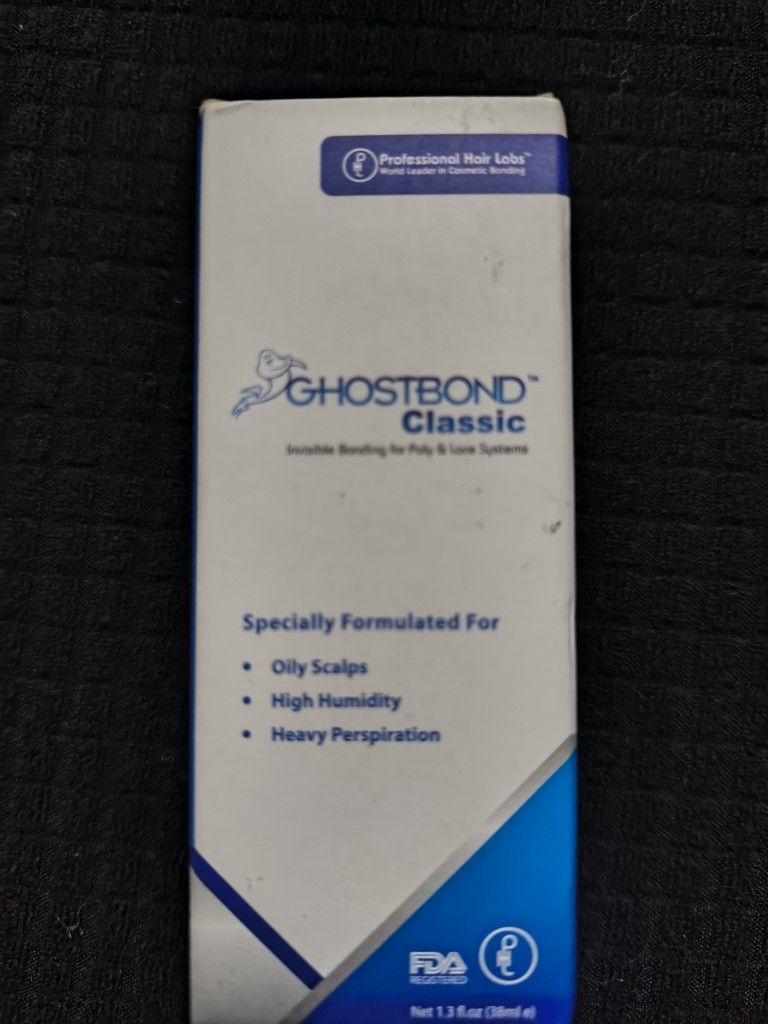 Professional Hair Labs™
World Leader in Cosmetic Bonding
GHOSTBOND™
Classic
Invisible Bonding for Poly & Lace Systems
Specially Formulated For
• Oily Scalps
• High Humidity
• Heavy Perspiration
FDA
REGISTERED
Net 1.3 fl.oz (38ml e)